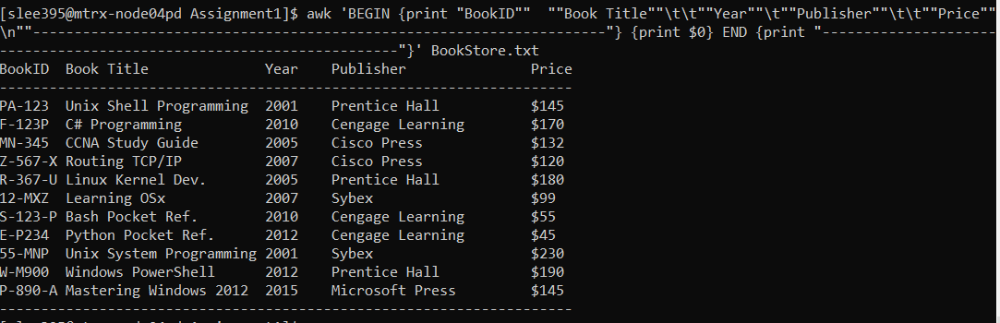 [slee395@mtrx-node04pd Assignment1]$ awk 'BEGIN {print "BookID""  ""Book Title""\t\t""Year""\t""Publisher""\t\t""Price""
\n""---------------------------------------------------------------------"} {print $0} END {print "---------------------
------------------------------------------------"}' BookStore.txt
BookID  Book Title              Year    Publisher               Price
---------------------------------------------------------------------
PA-123  Unix Shell Programming  2001    Prentice Hall           $145
F-123P  C# Programming          2010    Cengage Learning        $170
MN-345  CCNA Study Guide        2005    Cisco Press             $132
Z-567-X Routing TCP/IP          2007    Cisco Press             $120
R-367-U Linux Kernel Dev.       2005    Prentice Hall           $180
12-MXZ  Learning OSx            2007    Sybex                   $99
S-123-P Bash Pocket Ref.        2010    Cengage Learning        $55
E-P234  Python Pocket Ref.      2012    Cengage Learning        $45
55-MNP  Unix System Programming 2001    Sybex                   $230
W-M900  Windows PowerShell      2012    Prentice Hall           $190
P-890-A Mastering Windows 2012  2015    Microsoft Press         $145
---------------------------------------------------------------------